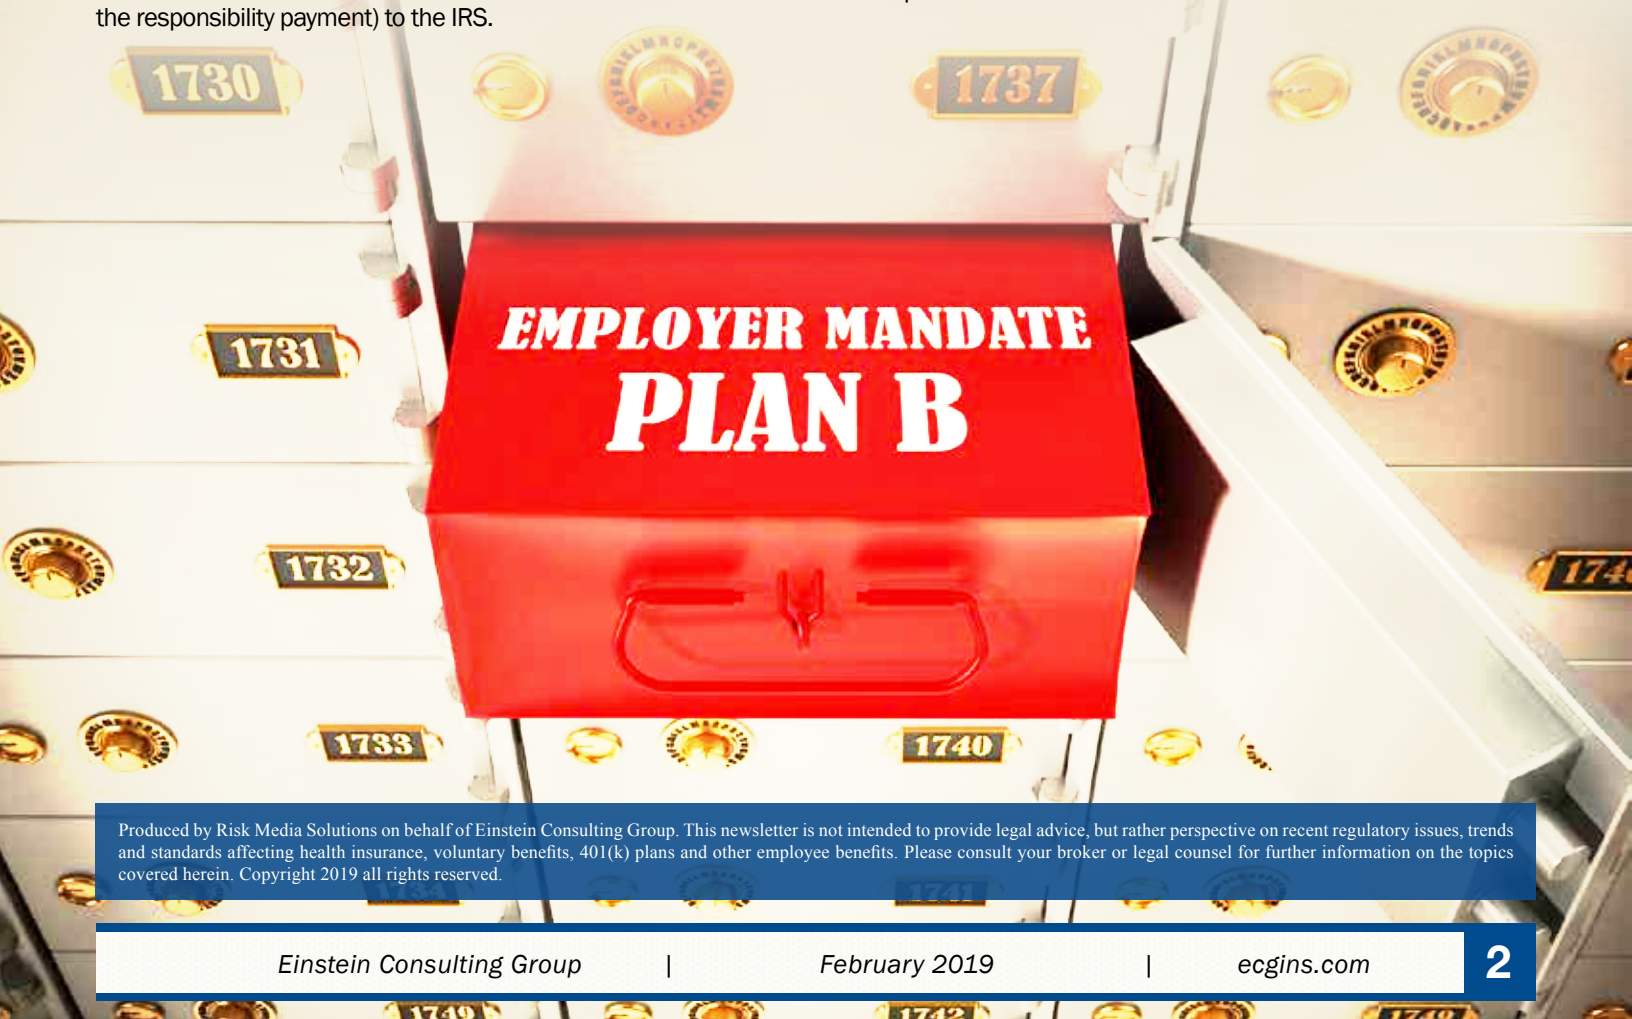 the responsibility payment) to the IRS.
1730
1737
EMPLOYER MANDATE
PLAN B
1731
1732
1733
1740
Produced by Risk Media Solutions on behalf of Einstein Consulting Group. This newsletter is not intended to provide legal advice, but rather perspective on recent regulatory issues, trends
and standards affecting health insurance, voluntary benefits, 401(k) plans and other employee benefits. Please consult your broker or legal counsel for further information on the topics
covered herein. Copyright 2019 all rights reserved.
1734
1741
Einstein Consulting Group | February 2019 | ecgins.com 2
1742